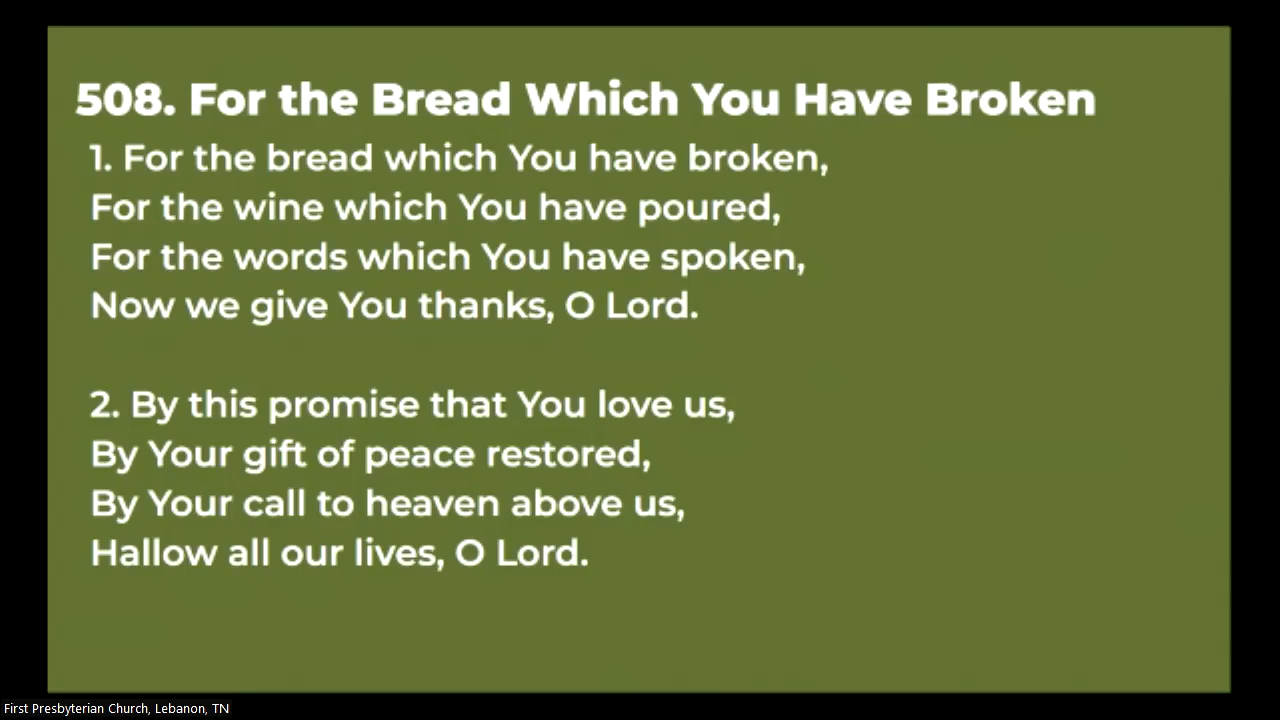 508. For the Bread Which You Have Broken
1. For the bread which You have broken,
For the wine which You have poured,
For the words which You have spoken,
Now we give You thanks, O Lord.
2. By this promise that You love us,
By Your gift of peace restored,
By Your call to heaven above us,
Hallow all our lives, O Lord.
First Presbyterian Church, Lebanon, TN